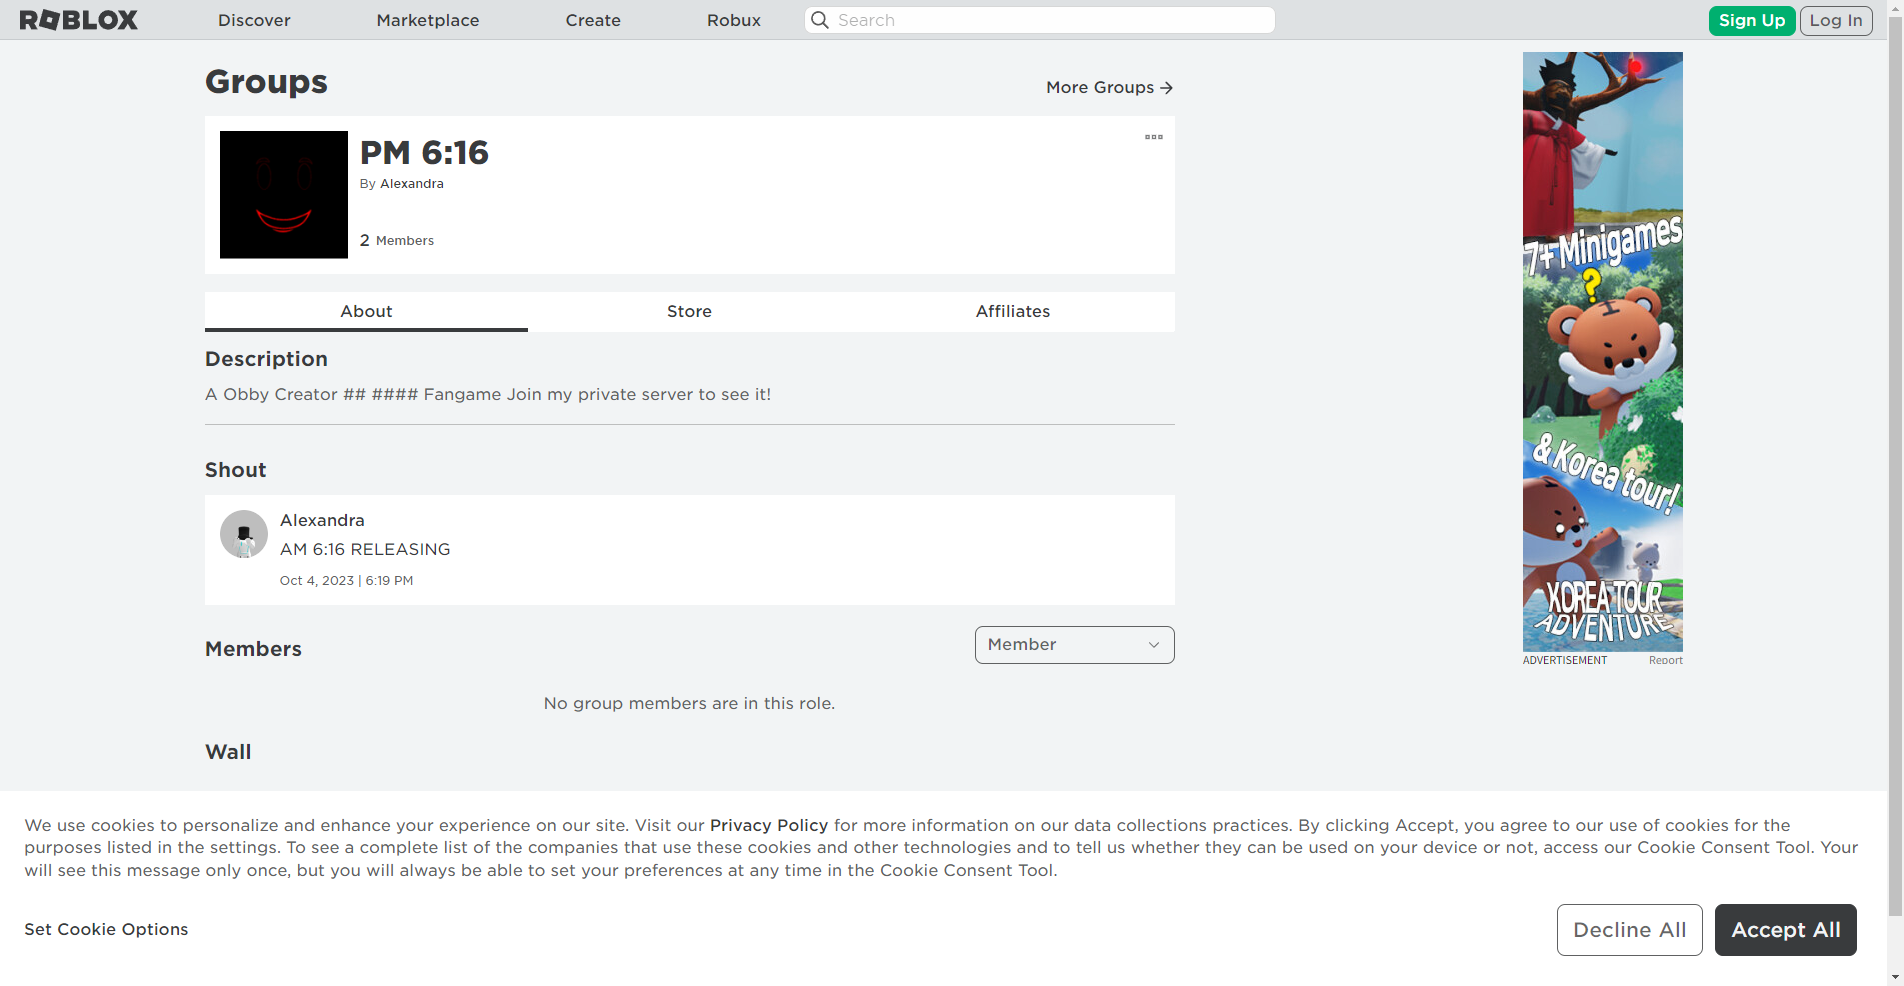 ROBLOX Discover Marketplace Create Robux Search Sign Up Log In
Groups
More Groups
PM 6:16
By Alexandra
2 Members
About Store Affiliates
Description
A Obby Creator ## #### Fangame Join my private server to see it!
Shout
Alexandra
AM 6:16 RELEASING
Oct 4, 2023 | 6:19 PM
Members
Member
No group members are in this role.
Wall
7+ Minigames
?
& Korea tour!
KOREA TOUR
ADVENTURE
ADVERTISEMENT Report
We use cookies to personalize and enhance your experience on our site. Visit our Privacy Policy for more information on our data collections practices. By clicking Accept, you agree to our use of cookies for the
purposes listed in the settings. To see a complete list of the companies that use these cookies and other technologies and to tell us whether they can be used on your device or not, access our Cookie Consent Tool. Your
will see this message only once, but you will always be able to set your preferences at any time in the Cookie Consent Tool.
Set Cookie Options
Decline All
Accept All